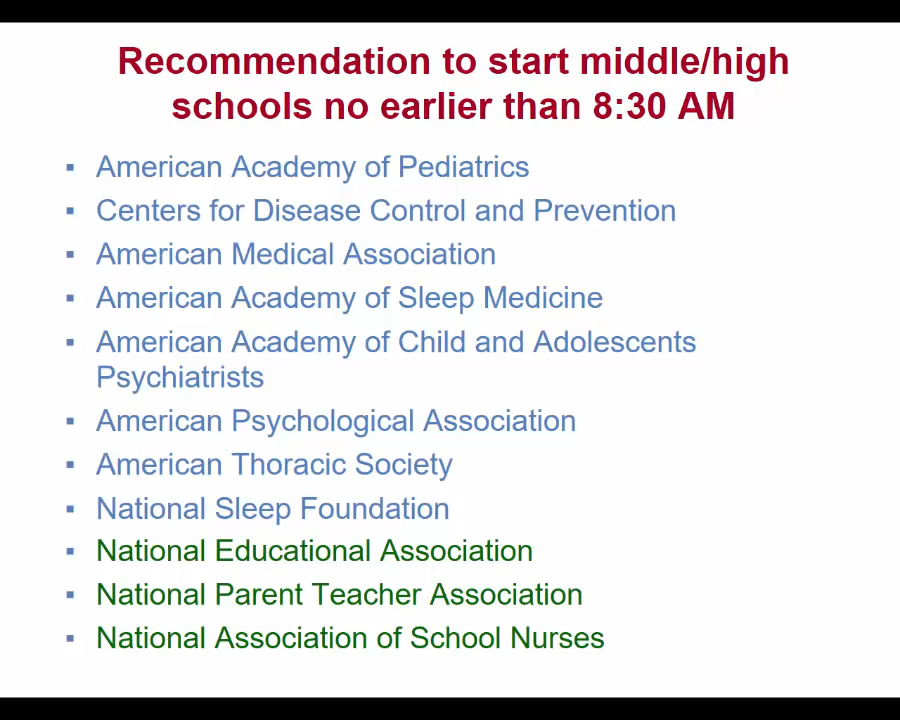 Recommendation to start middle/high
schools no earlier than 8:30 AM
▪ American Academy of Pediatrics
▪ Centers for Disease Control and Prevention
▪ American Medical Association
▪ American Academy of Sleep Medicine
▪ American Academy of Child and Adolescents
Psychiatrists
▪ American Psychological Association
▪ American Thoracic Society
▪ National Sleep Foundation
▪ National Educational Association
▪ National Parent Teacher Association
▪ National Association of School Nurses